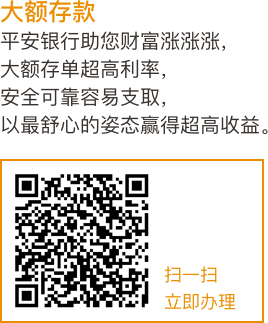 大额存款
平安银行助您财富涨涨涨，
大额存单超高利率，
安全可靠容易支取，
以最舒心的姿态赢得超高收益。
扫一扫
立即办理